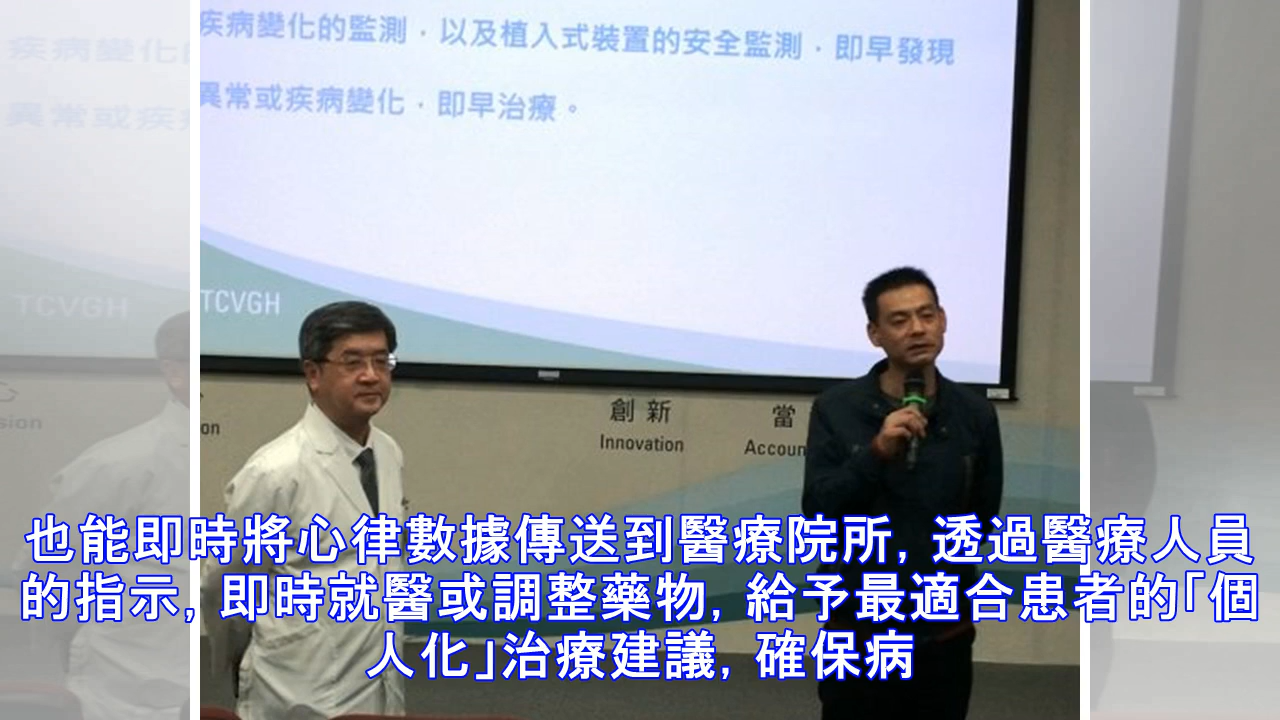 疾病變化的監測，以及植入式裝置的安全監測，即早發現
異常或疾病變化，即早治療。
TCVGH
TCVGH
創新
Innovation
當
Accoun
sion
on
也能即時將心律數據傳送到醫療院所，透過醫療人員
的指示，即時就醫或調整藥物，給予最適合患者的「個
人化」治療建議，確保病